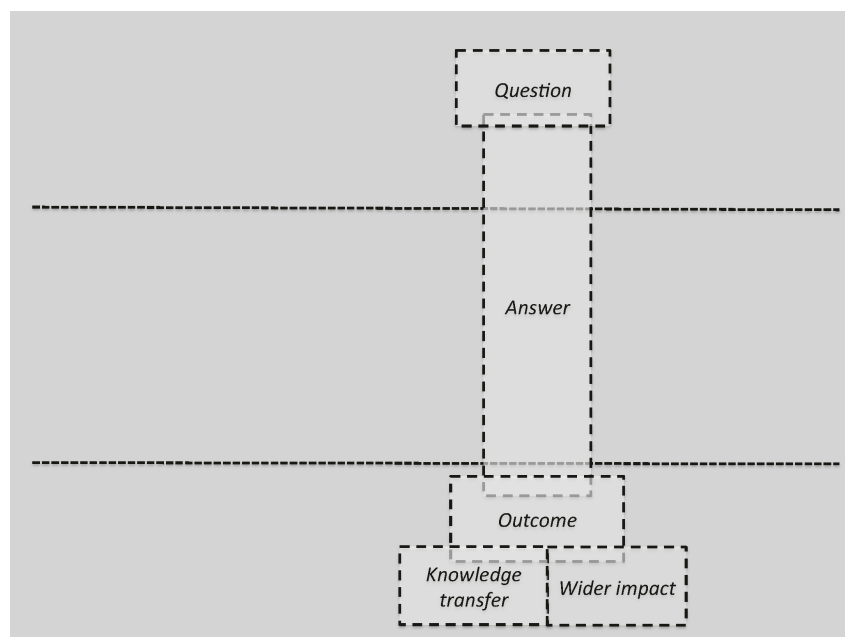 Question
Answer
Outcome
Knowledge
transfer
Wider impact